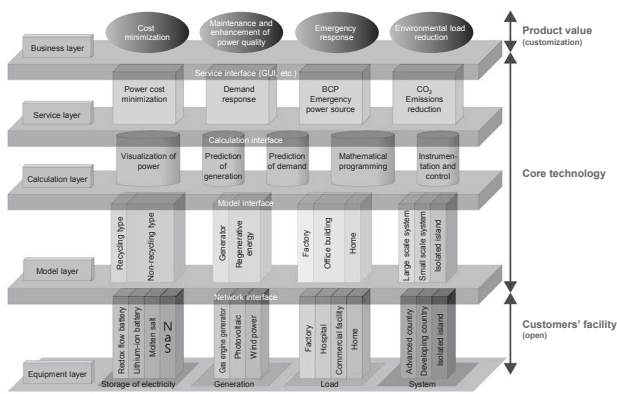 Cost
minimization
Maintenance and
enhancement of
power quality
Emergency
response
Environmental load
reduction
Product value
(customization)
Business layer
Service interface (GUI, etc.)
Power cost
minimization
Demand
response
BCP
Emergency
power source
CO2
Emissions
reduction
Service layer
Calculation interface
Visualization of
power
Prediction
of
generation
Prediction
of demand
Mathematical
programming
Instrumen-
tation and
control
Core technology
Calculation layer
Model interface
Recycling type
Non-recycling type
Generator
Regenerative
energy
Factory
Office building
Home
Large scale system
Small scale system
Isolated island
Model layer
Network interface
Redox flow battery
Lithium-ion battery
Molten salt
NaS
Gas engine generator
Photovoltaic
Wind power
Factory
Hospital
Commercial facility
Home
Advanced country
Developing country
Isolated island
Customers' facility
(open)
Equipment layer
Storage of electricity
Generation
Load
System